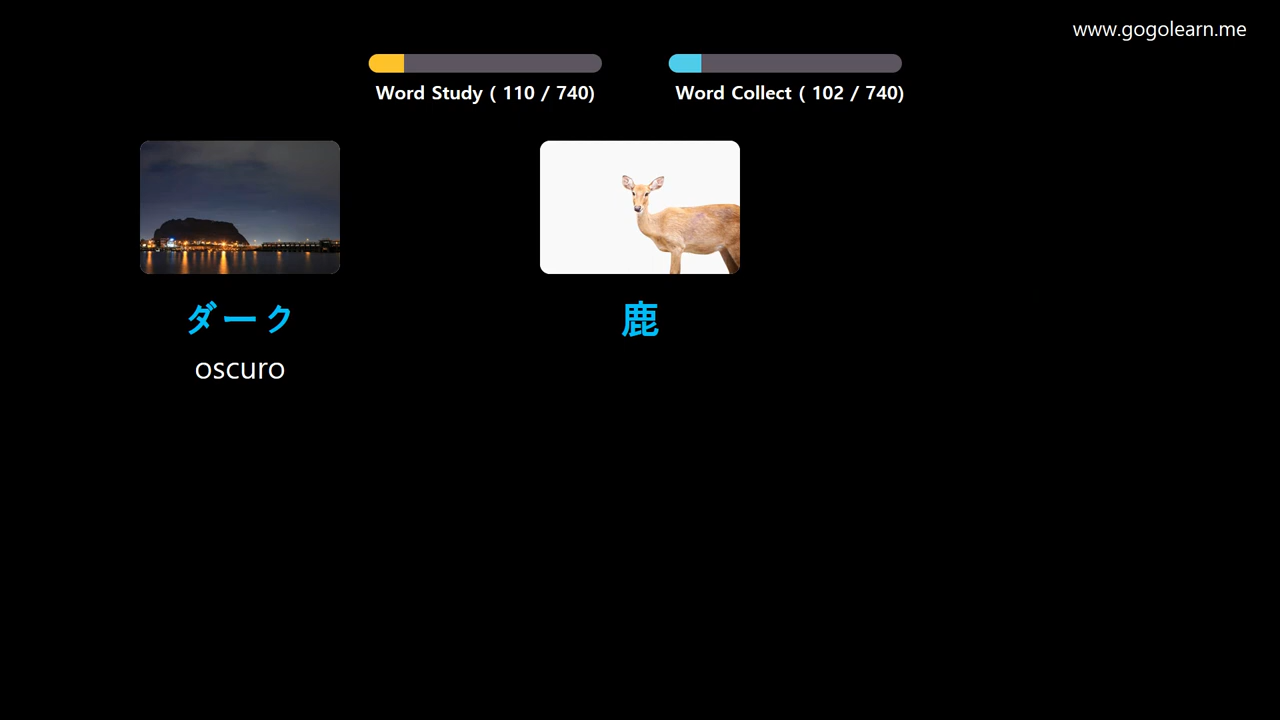 www.gogolearn.me
Word Study ( 110 / 740)
Word Collect ( 102 / 740)
ダーク
鹿
oscuro